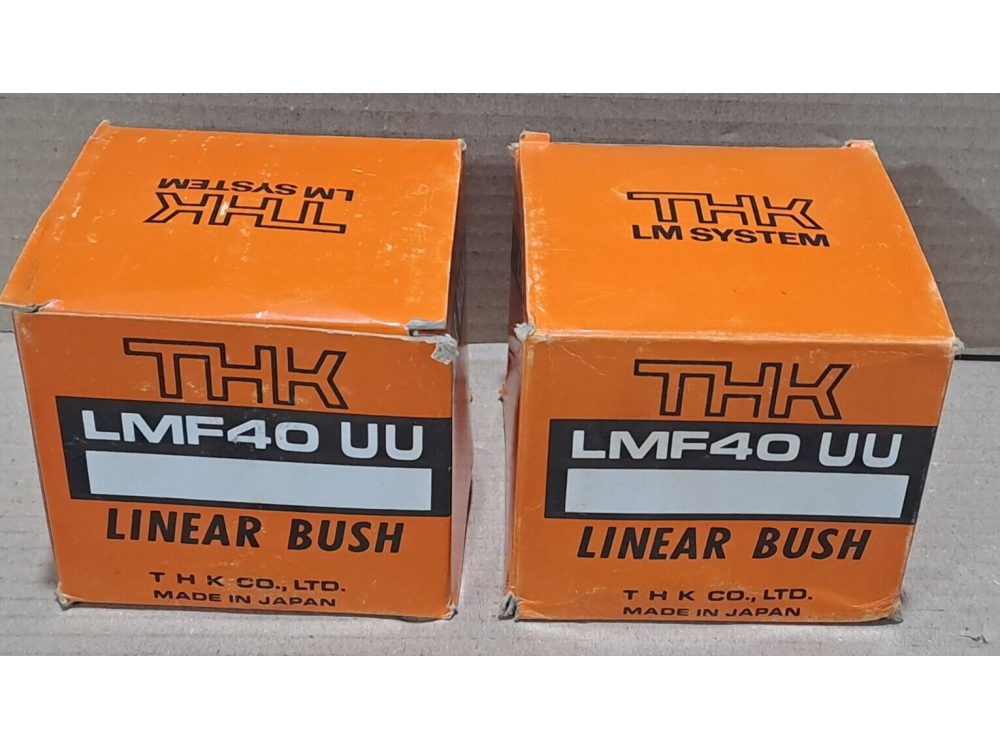 THK
LM SYSTEM
THK
LMF40 UU
LINEAR BUSH
T H K CO., LTD.
MADE IN JAPAN
THK
LM SYSTEM
THK
LMF40 UU
LINEAR BUSH
T H K CO., LTD.
MADE IN JAPAN